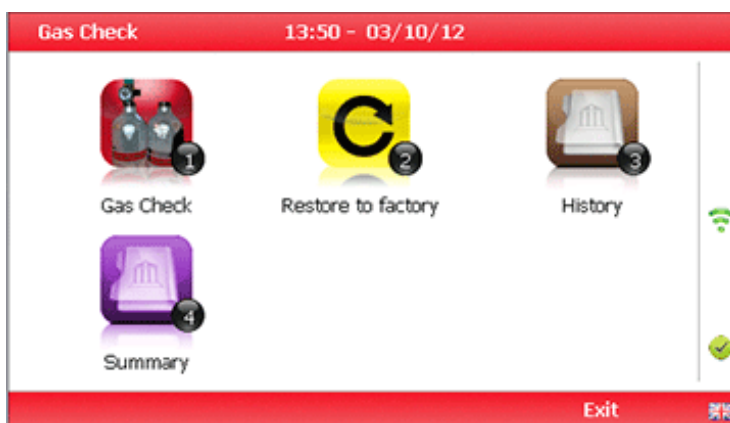 Gas Check 13:50 - 03/10/12
1 2 3
Gas Check Restore to factory History
4
Summary
Exit